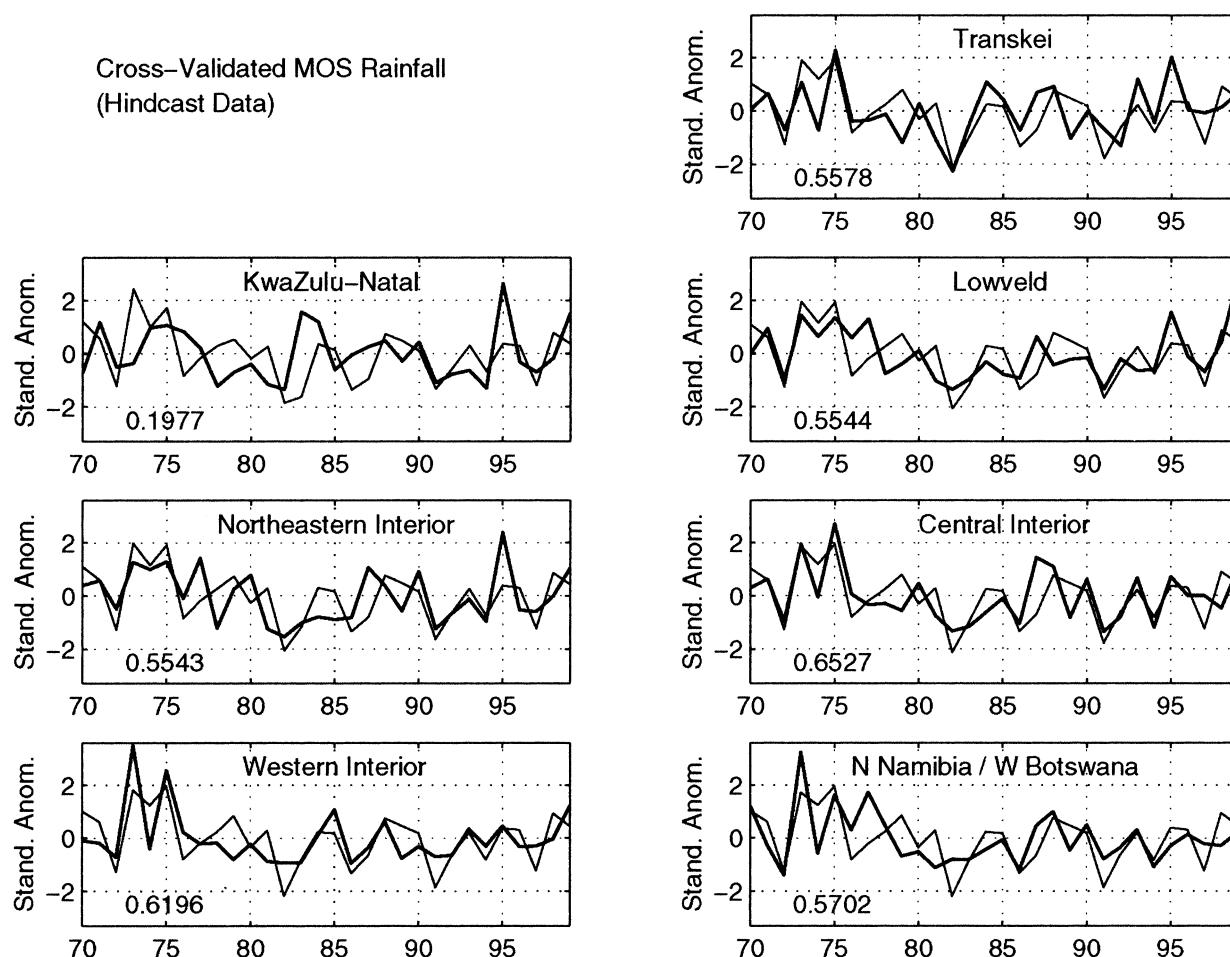 Cross–Validated MOS Rainfall
(Hindcast Data)
Transkei
Stand. Anom.
2
0
−2
0.5578
70 75 80 85 90 95
KwaZulu–Natal
Stand. Anom.
2
0
−2
0.1977
70 75 80 85 90 95
Lowveld
Stand. Anom.
2
0
−2
0.5544
70 75 80 85 90 95
Northeastern Interior
Stand. Anom.
2
0
−2
0.5543
70 75 80 85 90 95
Central Interior
Stand. Anom.
2
0
−2
0.6527
70 75 80 85 90 95
Western Interior
Stand. Anom.
2
0
−2
0.6196
70 75 80 85 90 95
N Namibia / W Botswana
Stand. Anom.
2
0
−2
0.5702
70 75 80 85 90 95